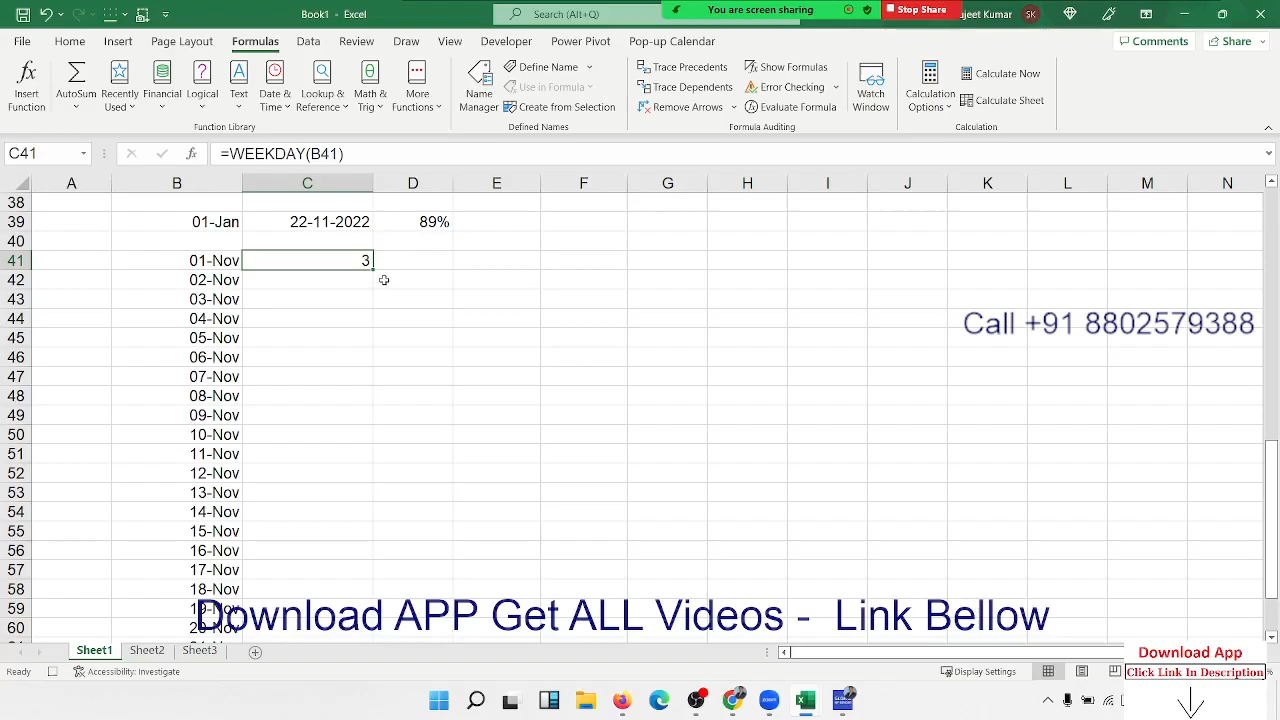 Book1 - Excel
Search (Alt+Q)
You are screen sharing
Stop Share
jeet Kumar
SK
File Home Insert Page Layout Formulas Data Review View Developer Power Pivot Pop-up Calendar
Comments
Share
Insert Function
AutoSum
Recently Used
Financial
Logical
Text
Date & Time
Lookup & Reference
Math & Trig
More Functions
Function Library
Name Manager
Define Name
Use in Formula
Create from Selection
Defined Names
Trace Precedents
Trace Dependents
Remove Arrows
Show Formulas
Error Checking
Evaluate Formula
Formula Auditing
Watch Window
Calculation Options
Calculate Now
Calculate Sheet
Calculation
C41 fx =WEEKDAY(B41)
A B C D E F G H I J K L M N
38
39 01-Jan 22-11-2022 89%
40
41 01-Nov 3
42 02-Nov
43 03-Nov
44 04-Nov
Call +91 8802579388
45 05-Nov
46 06-Nov
47 07-Nov
48 08-Nov
49 09-Nov
50 10-Nov
51 11-Nov
52 12-Nov
53 13-Nov
54 14-Nov
55 15-Nov
56 16-Nov
57 17-Nov
58 18-Nov
59
Download APP Get ALL Videos - Link Bellow
60
Sheet1 Sheet2 Sheet3
Download App
Ready
Accessibility: Investigate
Display Settings
Click Link In Description